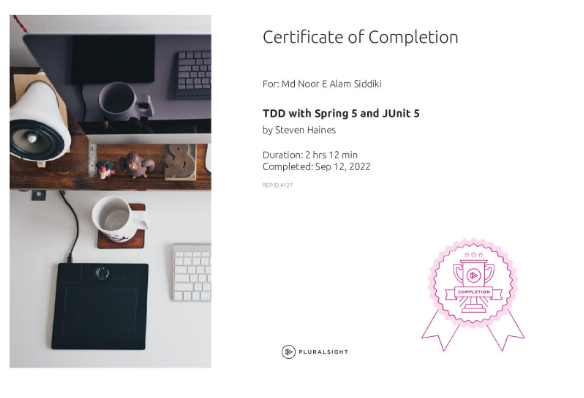 Certificate of Completion
For: Md Noor E Alam Siddiki
TDD with Spring 5 and JUnit 5
by Steven Haines
Duration: 2 hrs 12 min
Completed: Sep 12, 2022
REPID #127
COMPLETION
PLURALSIGHT